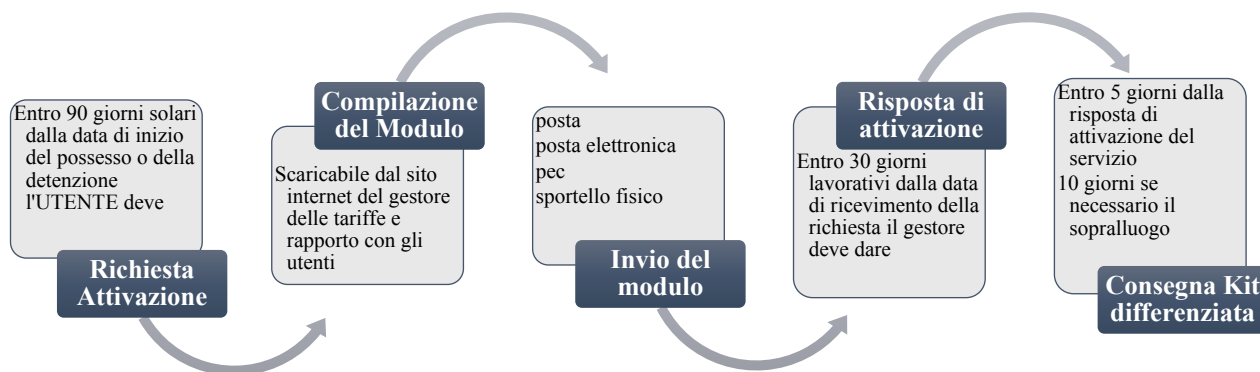 Entro 90 giorni solari
dalla data di inizio
del possesso o della
detenzione
l'UTENTE deve
Richiesta
Attivazione
Compilazione
del Modulo
Scaricabile dal sito
internet del gestore
delle tariffe e
rapporto con gli
utenti
posta
posta elettronica
pec
sportello fisico
Invio del
modulo
Risposta di
attivazione
Entro 30 giorni
lavorativi dalla data
di ricevimento della
richiesta il gestore
deve dare
Entro 5 giorni dalla
risposta di
attivazione del
servizio
10 giorni se
necessario il
sopralluogo
Consegna Kit
differenziata